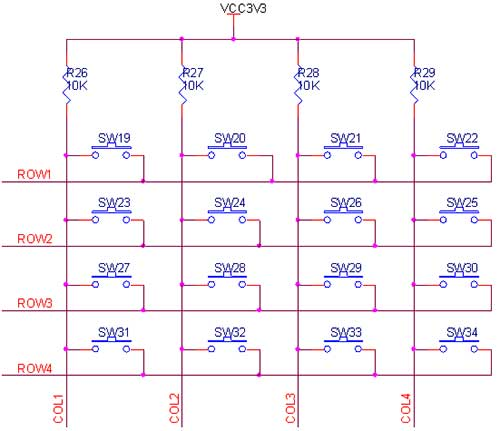 VCC3V3
R26 R27 R28 R29
10K 10K 10K 10K
SW19 SW20 SW21 SW22
ROW1
SW23 SW24 SW26 SW25
ROW2
SW27 SW28 SW29 SW30
ROW3
SW31 SW32 SW33 SW34
ROW4
COL1 COL2 COL3 COL4